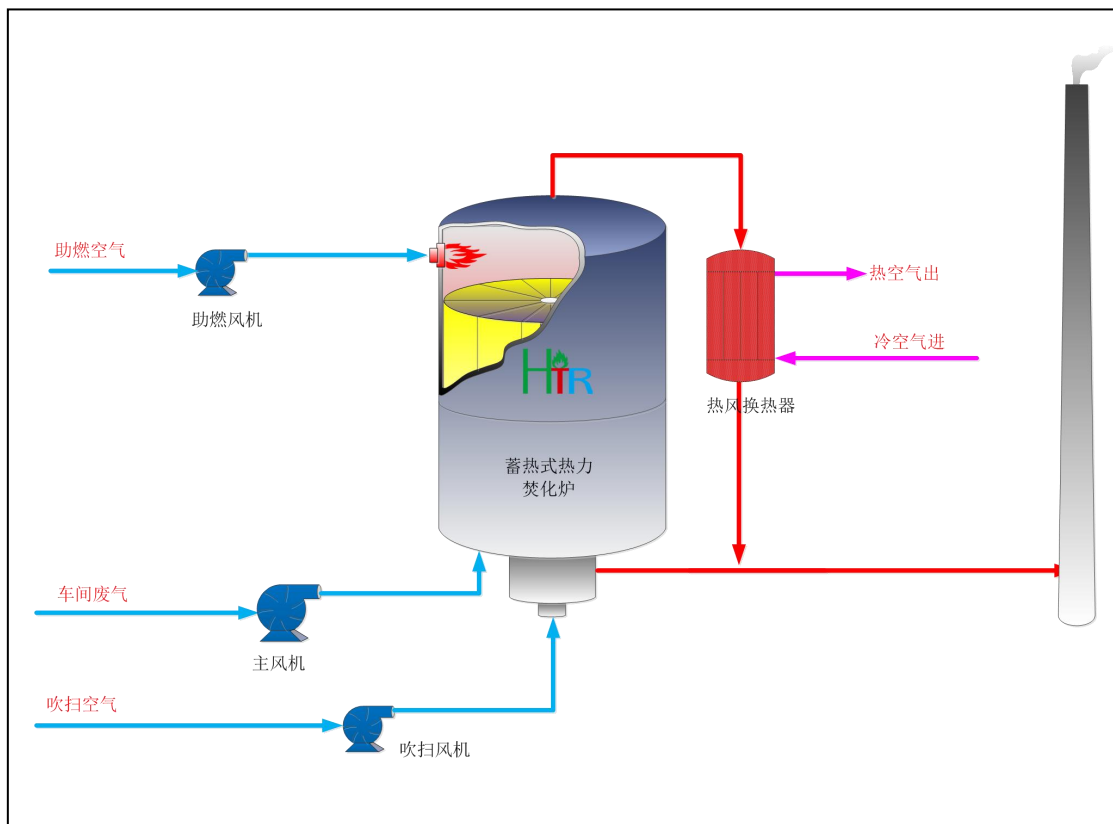 助燃空气
助燃风机
热空气出
冷空气进
热风换热器
HTR
蓄热式热力
焚化炉
车间废气
主风机
吹扫空气
吹扫风机